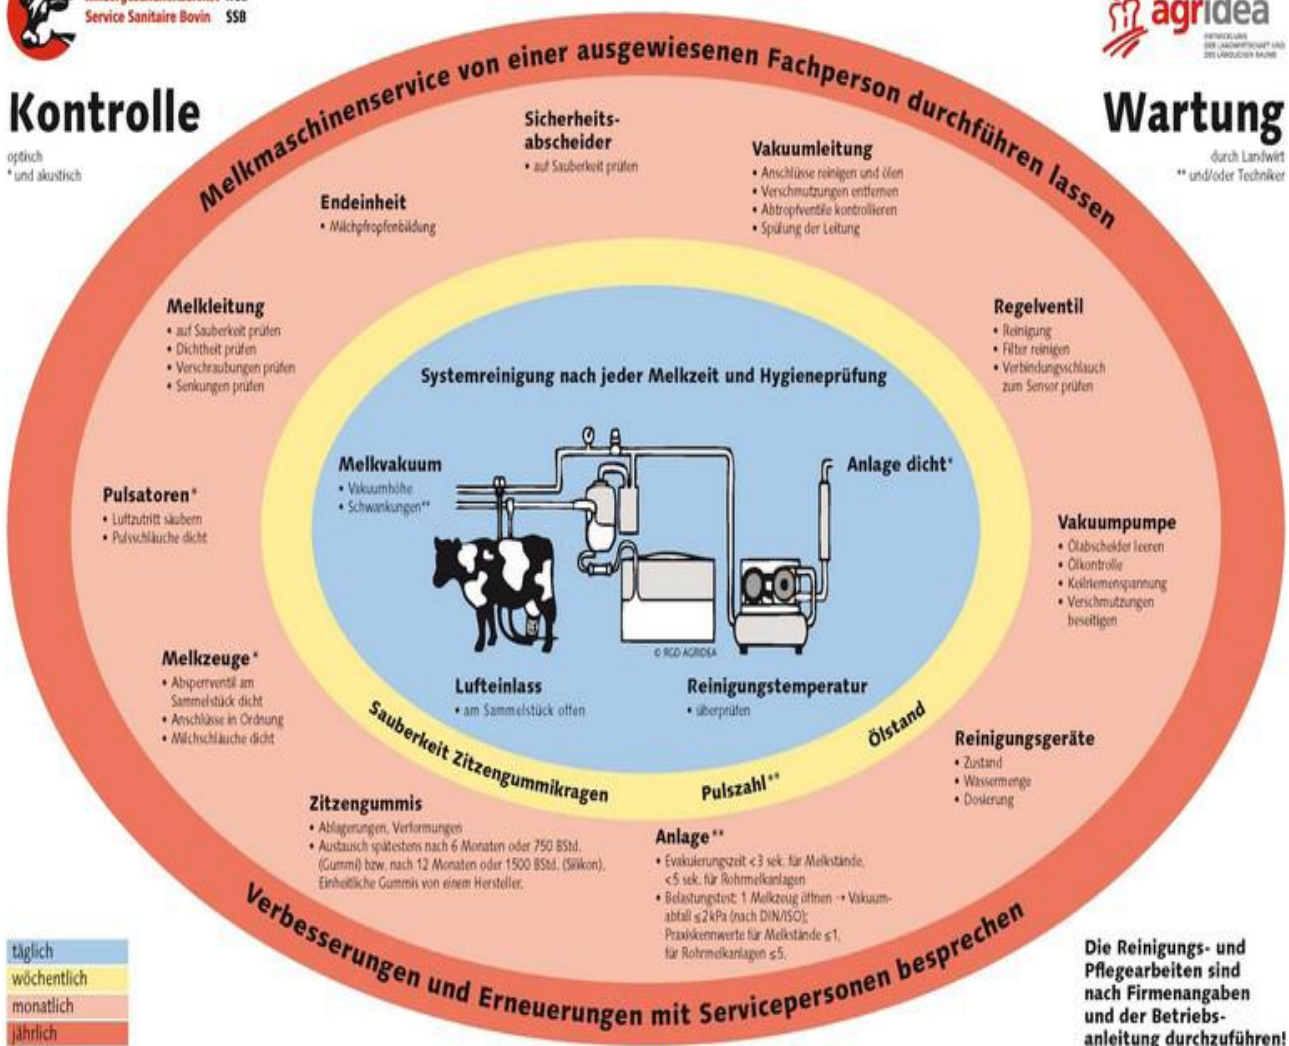 Service Sanitaire Bovin SSB
agridea
ENTWICKLUNG
DER LANDWIRTSCHAFT UND
DES LÄNDLICHEN RAUMS
Kontrolle
optisch
* und akustisch
Wartung
durch Landwirt
** und/oder Techniker
Melkmaschinenservice von einer ausgewiesenen Fachperson durchführen lassen
Sicherheits-
abscheider
• auf Sauberkeit prüfen
Vakuumleitung
• Anschlüsse reinigen und ölen
• Verschmutzungen entfernen
• Abtropfventile kontrollieren
• Spülung der Leitung
Endeinheit
• Milchpfropfenbildung
Melkleitung
• auf Sauberkeit prüfen
• Dichtheit prüfen
• Verschraubungen prüfen
• Senkungen prüfen
Regelventil
• Reinigung
• Filter reinigen
• Verbindungsschlauch
zum Sensor prüfen
Systemreinigung nach jeder Melkzeit und Hygieneprüfung
Melkvakuum
• Vakuumhöhe
• Schwankungen**
Anlage dicht*
Pulsatoren*
• Luftzutritt säubern
• Pulsschläuche dicht
Vakuumpumpe
• Ölabscheider leeren
• Ölkontrolle
• Keilriemenspannung
• Verschmutzungen
beseitigen
© RGD AGRIDEA
Melkzeuge*
• Absperrventil am
Sammelstück dicht
• Anschlüsse in Ordnung
• Milchschläuche dicht
Lufteinlass
• am Sammelstück offen
Reinigungstemperatur
• überprüfen
Sauberkeit Zitzengummikragen
Pulszahl**
Ölstand
Reinigungsgeräte
• Zustand
• Wassermenge
• Dosierung
Zitzengummis
• Ablagerungen, Verformungen
• Austausch spätestens nach 6 Monaten oder 750 BStd.
(Gummi) bzw. nach 12 Monaten oder 1500 BStd. (Silikon).
Einheitliche Gummis von einem Hersteller.
Anlage**
• Evakuierungszeit <3 sek. für Melkstände,
<5 sek. für Rohrmelkanlagen
• Belastungstest: 1 Melkzeug öffnen → Vakuum-
abfall ≤2kPa (nach DIN/ISO);
Praxiskennwerte für Melkstände ≤1,
für Rohrmelkanlagen ≤5.
Verbesserungen und Erneuerungen mit Servicepersonen besprechen
täglich
wöchentlich
monatlich
jährlich
Die Reinigungs- und
Pflegearbeiten sind
nach Firmenangaben
und der Betriebs-
anleitung durchzuführen!